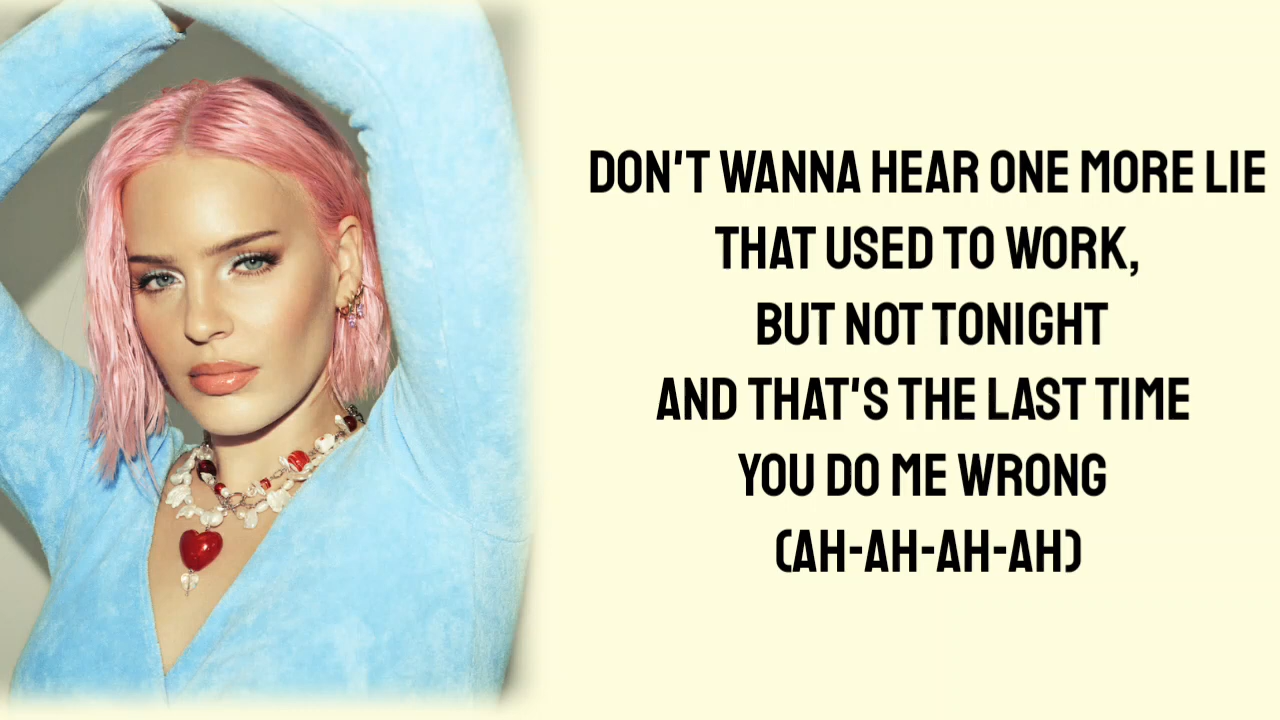 DON'T WANNA HEAR ONE MORE LIE
THAT USED TO WORK,
BUT NOT TONIGHT
AND THAT'S THE LAST TIME
YOU DO ME WRONG
(AH-AH-AH-AH)